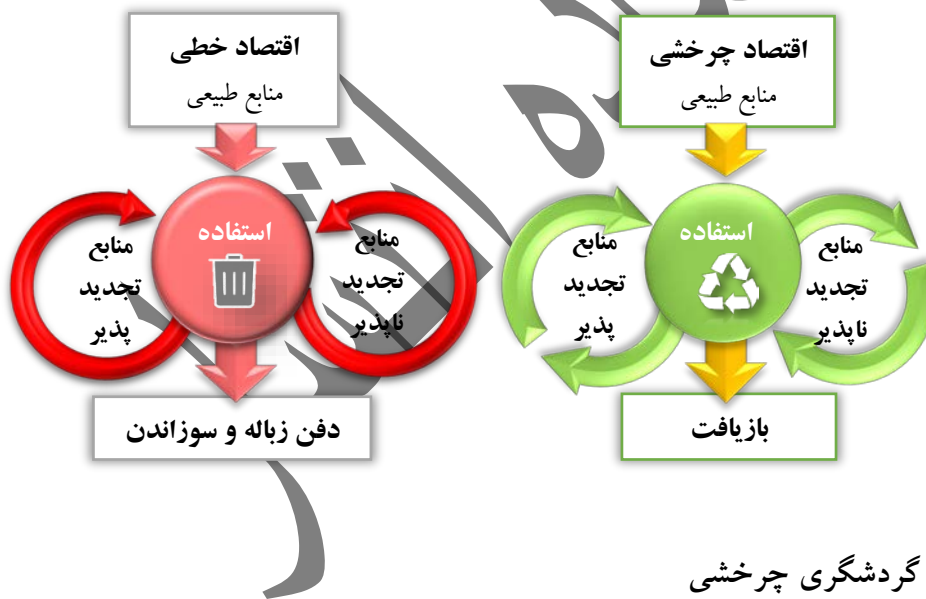 اقتصاد چرخشی
منابع طبیعی
استفاده
منابع
تجدید
ناپذیر
منابع
تجدید
پذیر
بازیافت
اقتصاد خطی
منابع طبیعی
استفاده
منابع
تجدید
ناپذیر
منابع
تجدید
پذیر
دفن زباله و سوزاندن
گردشگری چرخشی